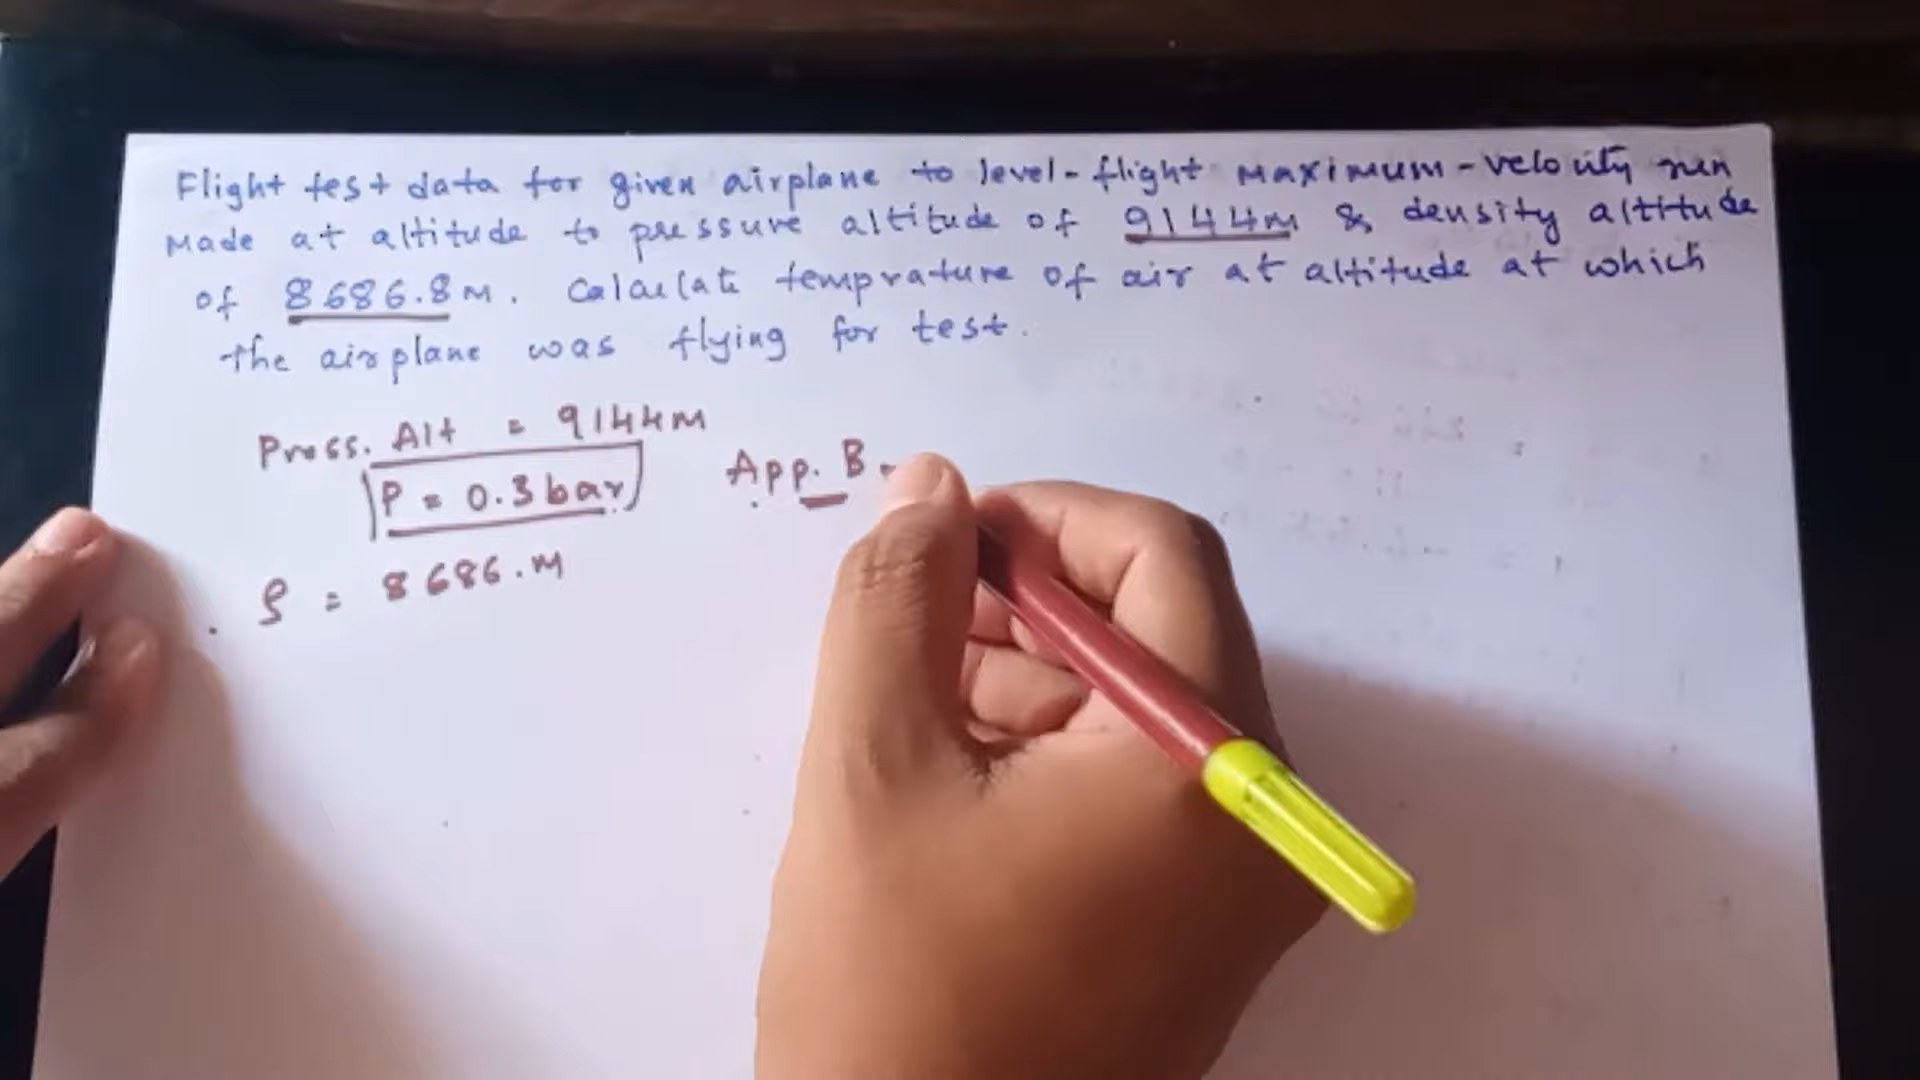 Flight test data for given airplane to level-flight maximum-velocity run
made at altitude to pressure altitude of 9144m & density altitude
of 8686.8m. Calculate temprature of air at altitude at which
the airplane was flying for test.
Press. Alt = 9144m
P = 0.3bar
App. B
ρ = 8686.m